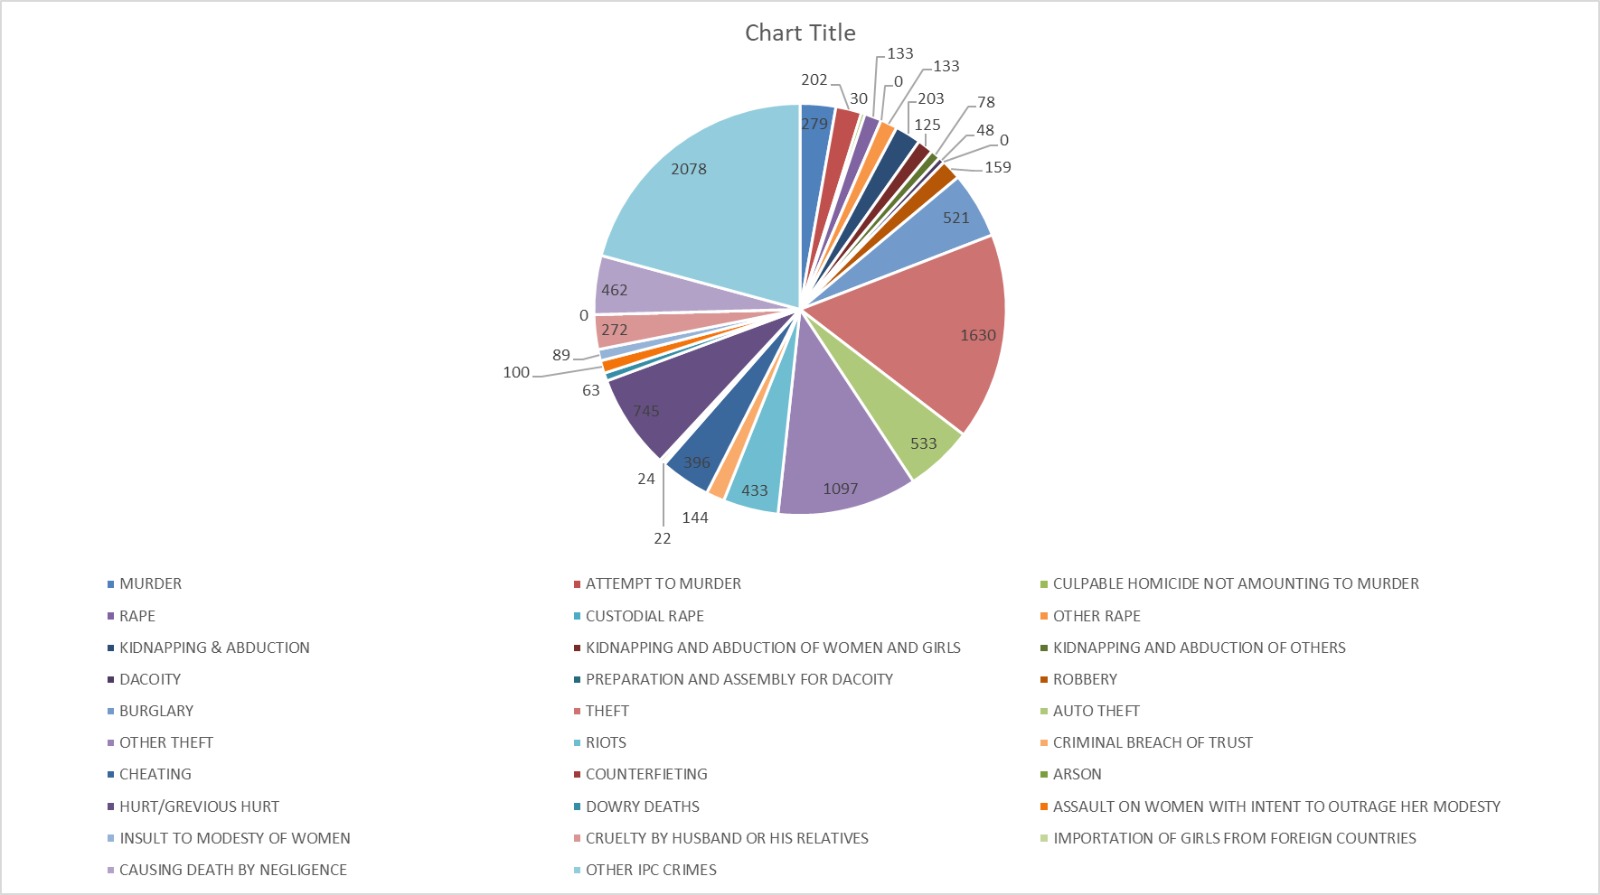 Chart Title
133
133
202
0
30
203
78
279
125
48
0
159
2078
521
462
0
272
1630
89
100
63
745
533
396
24
433
1097
144
22
MURDER ATTEMPT TO MURDER CULPABLE HOMICIDE NOT AMOUNTING TO MURDER
RAPE CUSTODIAL RAPE OTHER RAPE
KIDNAPPING & ABDUCTION KIDNAPPING AND ABDUCTION OF WOMEN AND GIRLS KIDNAPPING AND ABDUCTION OF OTHERS
DACOITY PREPARATION AND ASSEMBLY FOR DACOITY ROBBERY
BURGLARY THEFT AUTO THEFT
OTHER THEFT RIOTS CRIMINAL BREACH OF TRUST
CHEATING COUNTERFIETING ARSON
HURT/GREVIOUS HURT DOWRY DEATHS ASSAULT ON WOMEN WITH INTENT TO OUTRAGE HER MODESTY
INSULT TO MODESTY OF WOMEN CRUELTY BY HUSBAND OR HIS RELATIVES IMPORTATION OF GIRLS FROM FOREIGN COUNTRIES
CAUSING DEATH BY NEGLIGENCE OTHER IPC CRIMES